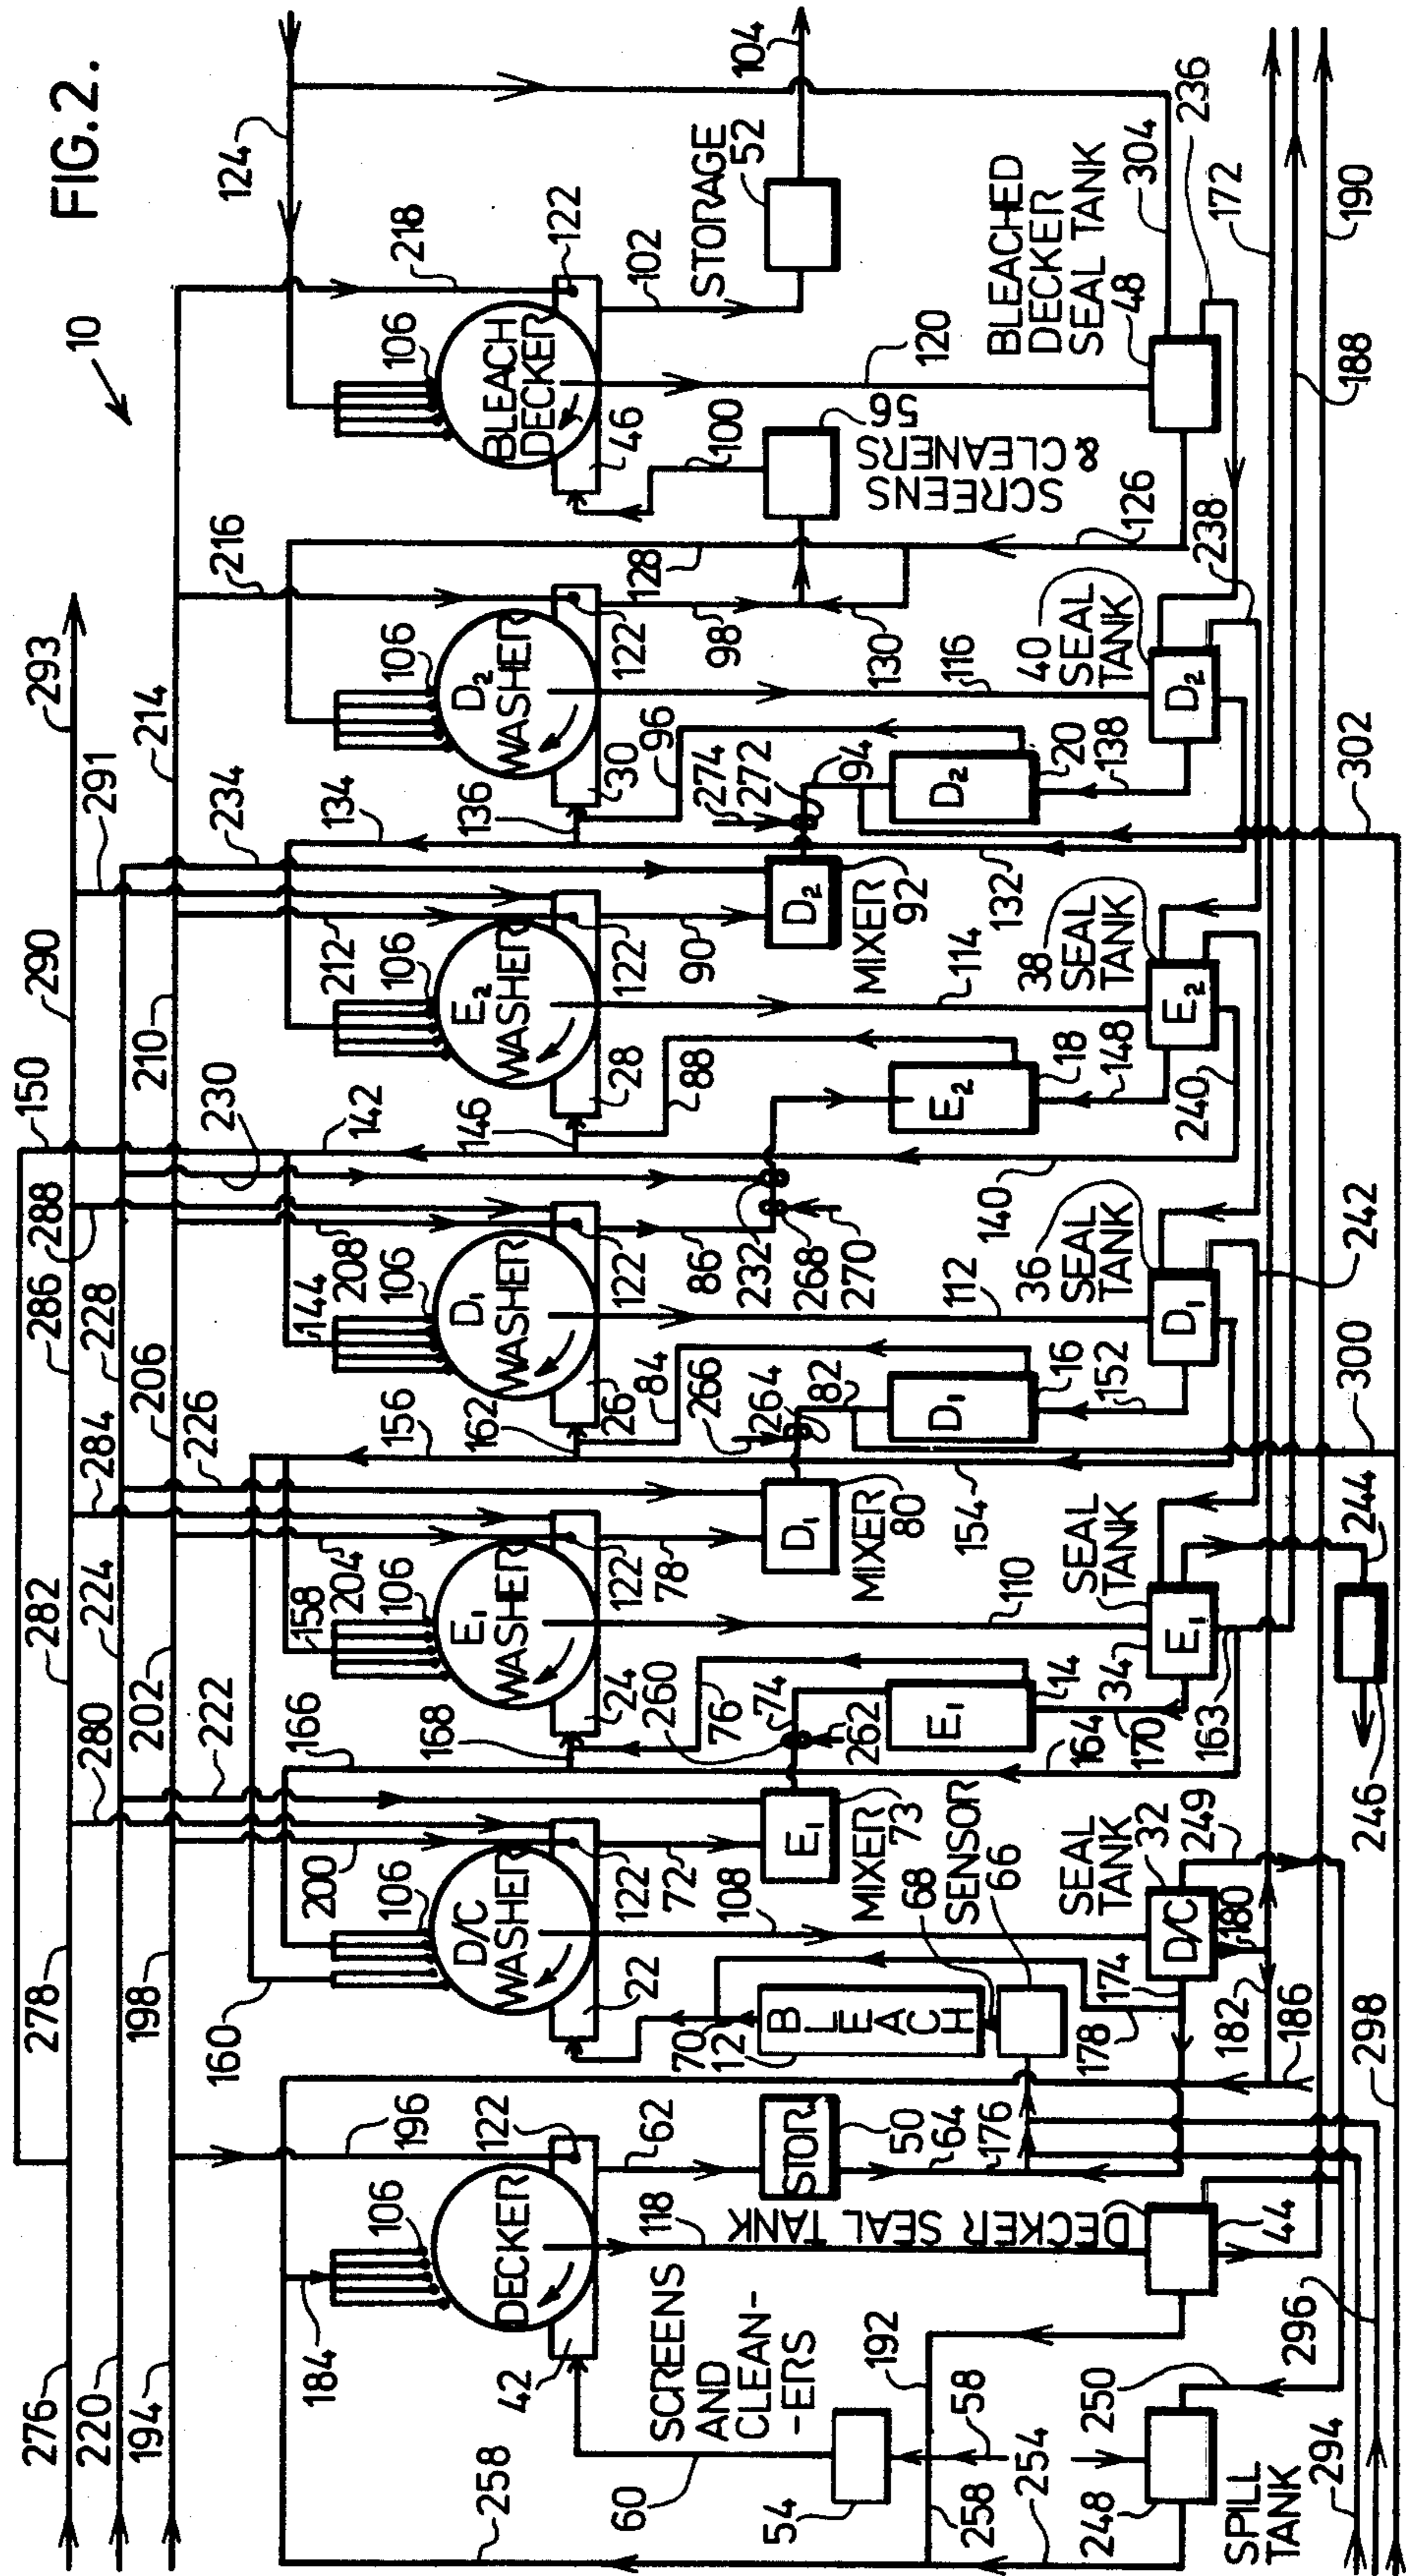 FIG.2.
10
276
278
282
286
290
293
150
220
280
224
284
228
288
230
291
234
194
198
202
222
206
226
210
214
124
258
184
196
160
200
166
158
204
156
144
208
142
212
134
216
218
106
106
106
106
106
106
106
DECKER
D/C
WASHER
E1
WASHER
D1
WASHER
E2
WASHER
D2
WASHER
BLEACH
DECKER
42
122
22
122
168
24
122
162
26
122
146
28
122
136
30
122
46
122
SCREENS
AND
CLEAN-
-ERS
60
54
58
118
62
STOR.
50
64
176
70
12
BLEACH
68
SENSOR
66
72
108
E1
MIXER
73
260
76
74
262
E1
14
78
110
D1
MIXER
80
84
266
264
82
D1
16
86
232
268
270
112
88
E2
18
90
114
D2
MIXER
92
96
274
272
94
D2
20
98
128
130
116
100
SCREENS
& CLEANERS
56
102
STORAGE
52
104
120
192
258
254
248
SPILL
TANK
250
DECKER SEAL TANK
44
178
174
182
186
180
SEAL
TANK
32
D/C
249
164
170
34
163
SEAL
TANK
E1
154
152
36
SEAL
TANK
D1
140
148
240
38
SEAL
TANK
E2
132
138
40
SEAL
TANK
D2
126
238
BLEACHED
DECKER
SEAL TANK
48
304
236
172
188
190
294
296
298
246
244
300
242
302